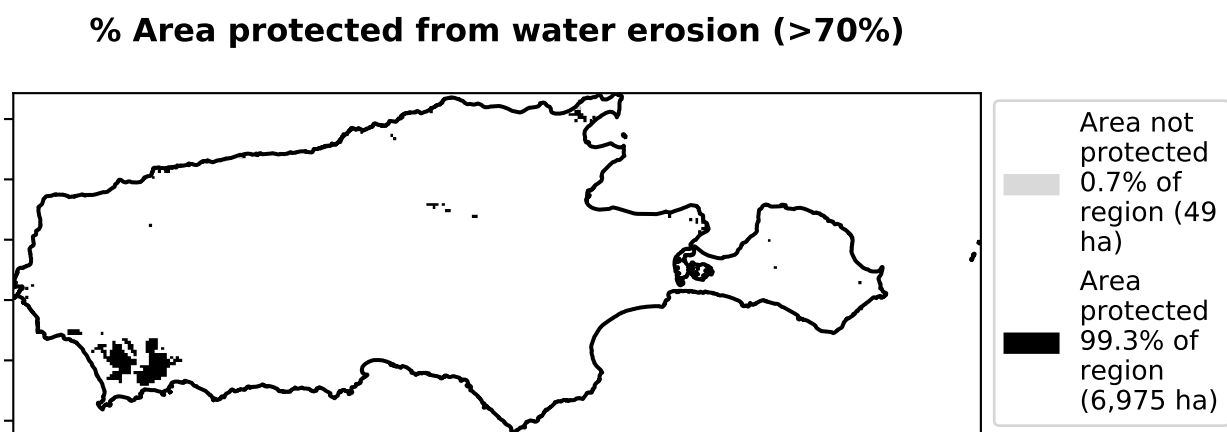 % Area protected from water erosion (>70%)
Area not
protected
0.7% of
region (49
ha)
Area
protected
99.3% of
region
(6,975 ha)